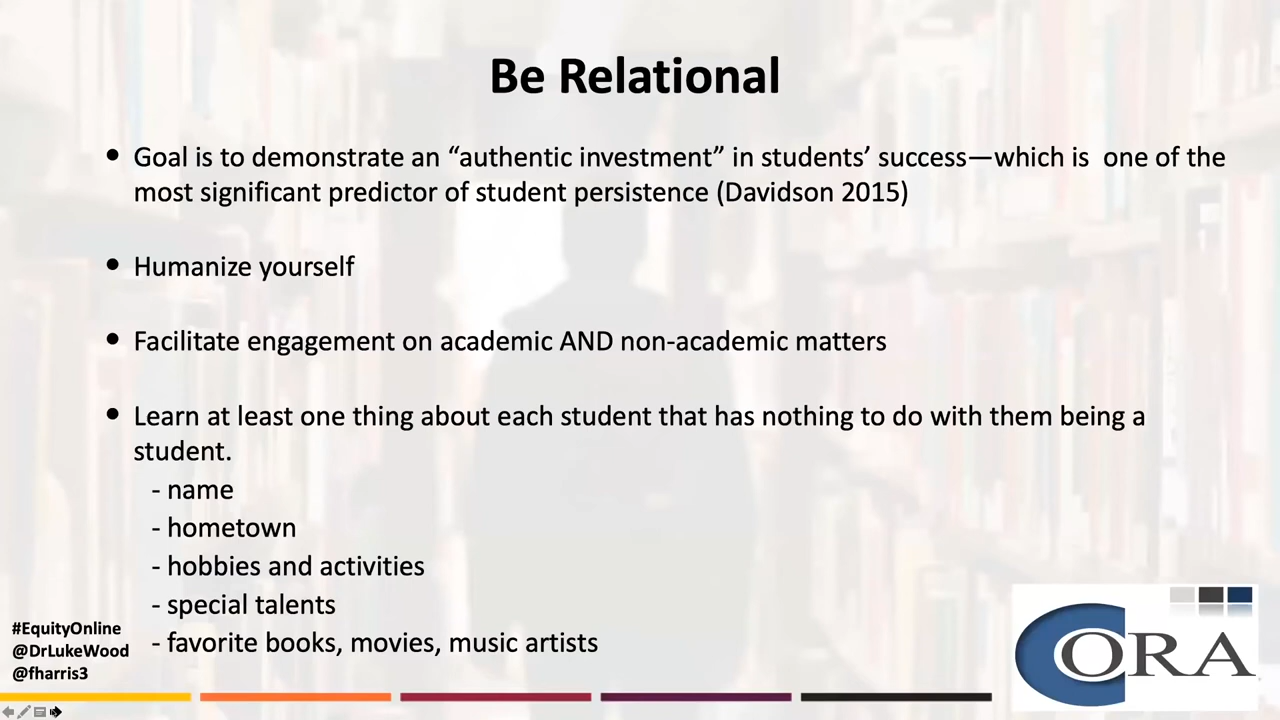 Be Relational
• Goal is to demonstrate an “authentic investment” in students’ success—which is  one of the
most significant predictor of student persistence (Davidson 2015)
• Humanize yourself
• Facilitate engagement on academic AND non-academic matters
• Learn at least one thing about each student that has nothing to do with them being a
student.
- name
- hometown
- hobbies and activities
- special talents
- favorite books, movies, music artists
#EquityOnline
@DrLukeWood
@fharris3
CORA